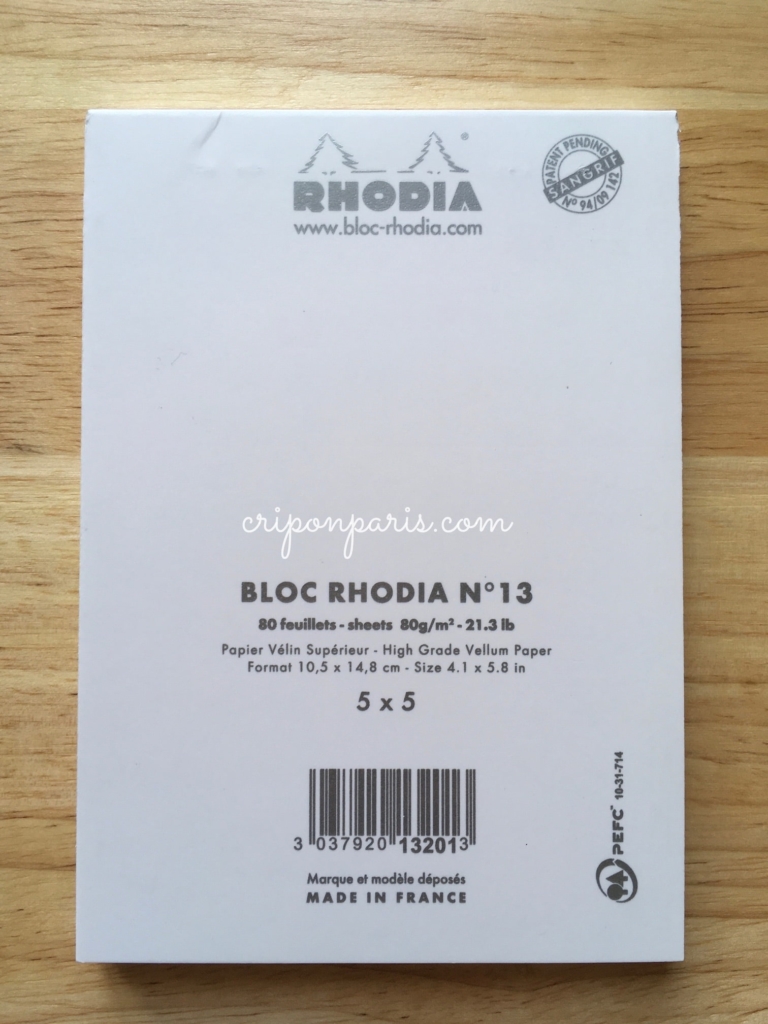 RHODIA®
www.bloc-rhodia.com
PATENT PENDING
SANGRIF
N° 94/09 142
criponparis.com
BLOC RHODIA N°13
80 feuillets - sheets 80g/m² - 21.3 lb
Papier Vélin Supérieur - High Grade Vellum Paper
Format 10,5 x 14,8 cm - Size 4.1 x 5.8 in
5 x 5
3 037920 132013
Marque et modèle déposés
MADE IN FRANCE
PEFC™ 10-31-714